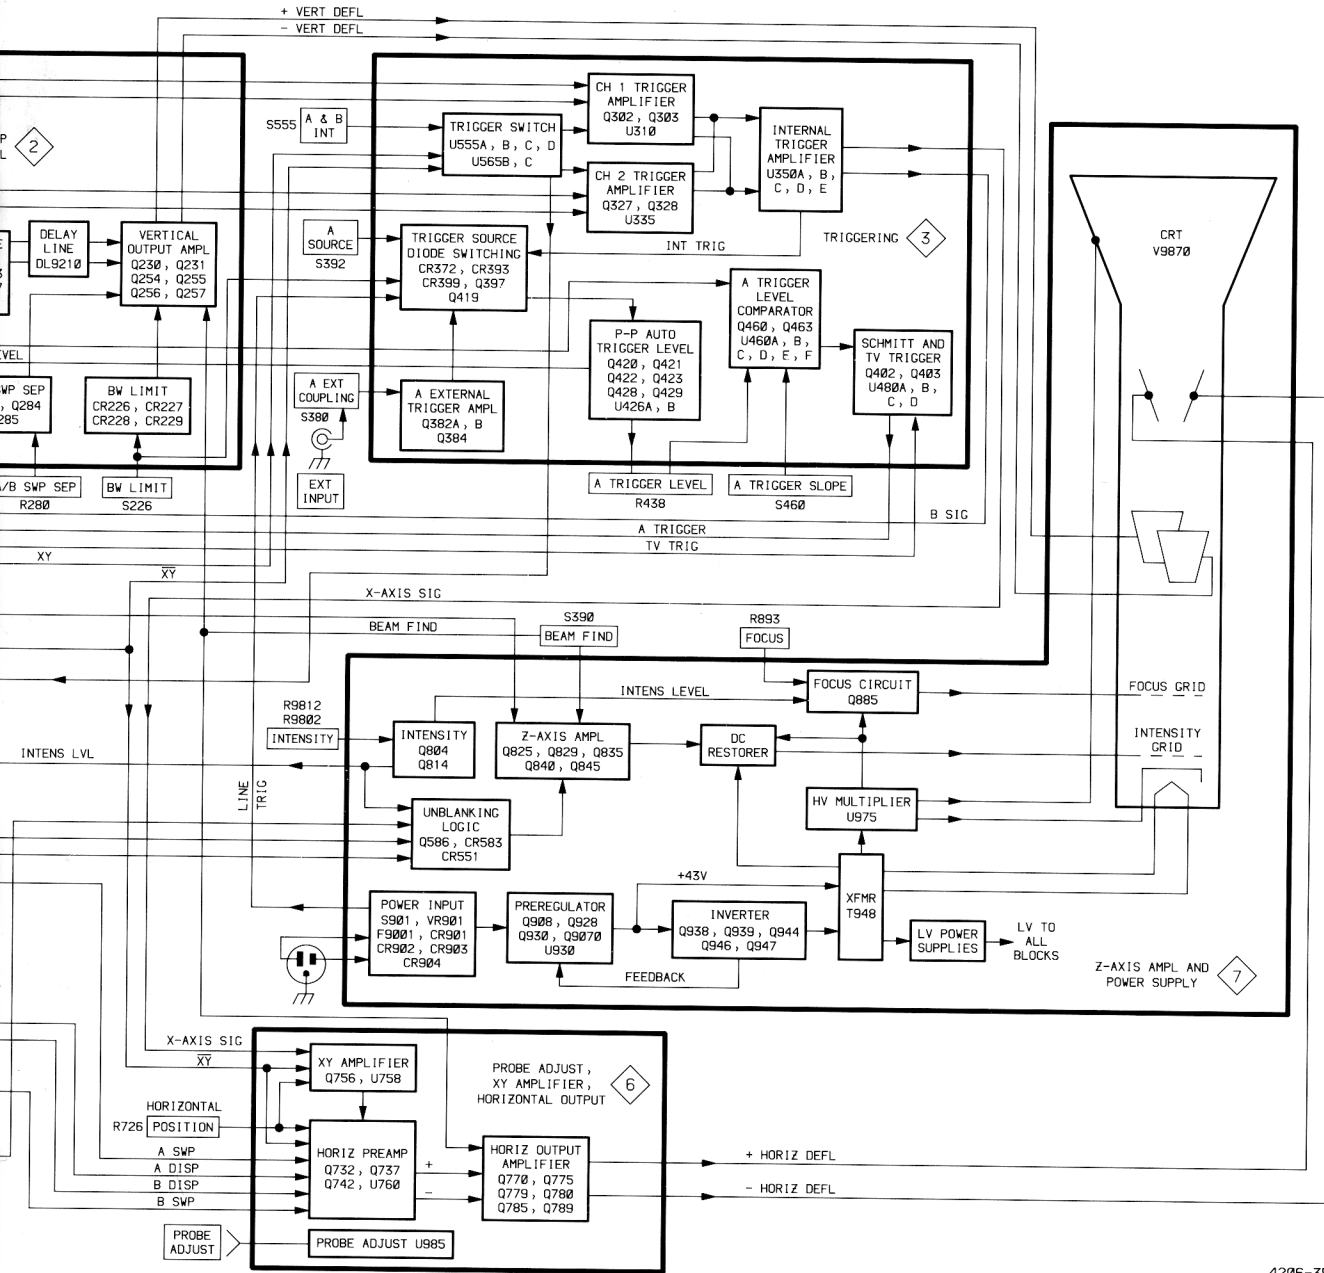 + VERT DEFL
- VERT DEFL
P
L
2
DELAY
LINE
DL9210
VERTICAL
OUTPUT AMPL
Q230, Q231
Q254, Q255
Q256, Q257
E
3
EVEL
WP SEP
, Q284
285
BW LIMIT
CR226, CR227
CR228, CR229
A/B SWP SEP
R280
BW LIMIT
S226
S555
A & B
INT
TRIGGER SWITCH
U555A, B, C, D
U565B, C
CH 1 TRIGGER
AMPLIFIER
Q302, Q303
U310
CH 2 TRIGGER
AMPLIFIER
Q327, Q328
U335
INTERNAL
TRIGGER
AMPLIFIER
U350A, B,
C, D, E
INT TRIG
TRIGGERING
3
A
SOURCE
S392
TRIGGER SOURCE
DIODE SWITCHING
CR372, CR393
CR399, Q397
Q419
A TRIGGER
LEVEL
COMPARATOR
Q460, Q463
U460A, B,
C, D, E, F
P-P AUTO
TRIGGER LEVEL
Q420, Q421
Q422, Q423
Q428, Q429
U426A, B
SCHMITT AND
TV TRIGGER
Q402, Q403
U480A, B,
C, D
A EXT
COUPLING
S380
A EXTERNAL
TRIGGER AMPL
Q382A, B
Q384
EXT
INPUT
A TRIGGER LEVEL
R438
A TRIGGER SLOPE
S460
CRT
V9870
B SIG
A TRIGGER
TV TRIG
XY
XY
X-AXIS SIG
BEAM FIND
S390
BEAM FIND
R893
FOCUS
INTENS LEVEL
FOCUS CIRCUIT
Q885
FOCUS GRID
R9812
R9802
INTENSITY
INTENSITY
Q804
Q814
Z-AXIS AMPL
Q825, Q829, Q835
Q840, Q845
DC
RESTORER
INTENSITY
GRID
INTENS LVL
LINE
TRIG
UNBLANKING
LOGIC
Q586, CR583
CR551
HV MULTIPLIER
U975
+43V
XFMR
T948
POWER INPUT
S901, VR901
F9001, CR901
CR902, CR903
CR904
PREREGULATOR
Q908, Q928
Q930, Q9070
U930
INVERTER
Q938, Q939, Q944
Q946, Q947
FEEDBACK
LV POWER
SUPPLIES
LV TO
ALL
BLOCKS
Z-AXIS AMPL AND
POWER SUPPLY
7
X-AXIS SIG
XY
XY AMPLIFIER
Q756, U758
PROBE ADJUST,
XY AMPLIFIER,
HORIZONTAL OUTPUT
6
HORIZONTAL
R726
POSITION
A SWP
A DISP
B DISP
B SWP
HORIZ PREAMP
Q732, Q737
Q742, U760
+
-
HORIZ OUTPUT
AMPLIFIER
Q770, Q775
Q779, Q780
Q785, Q789
+ HORIZ DEFL
- HORIZ DEFL
PROBE
ADJUST
PROBE ADJUST U985